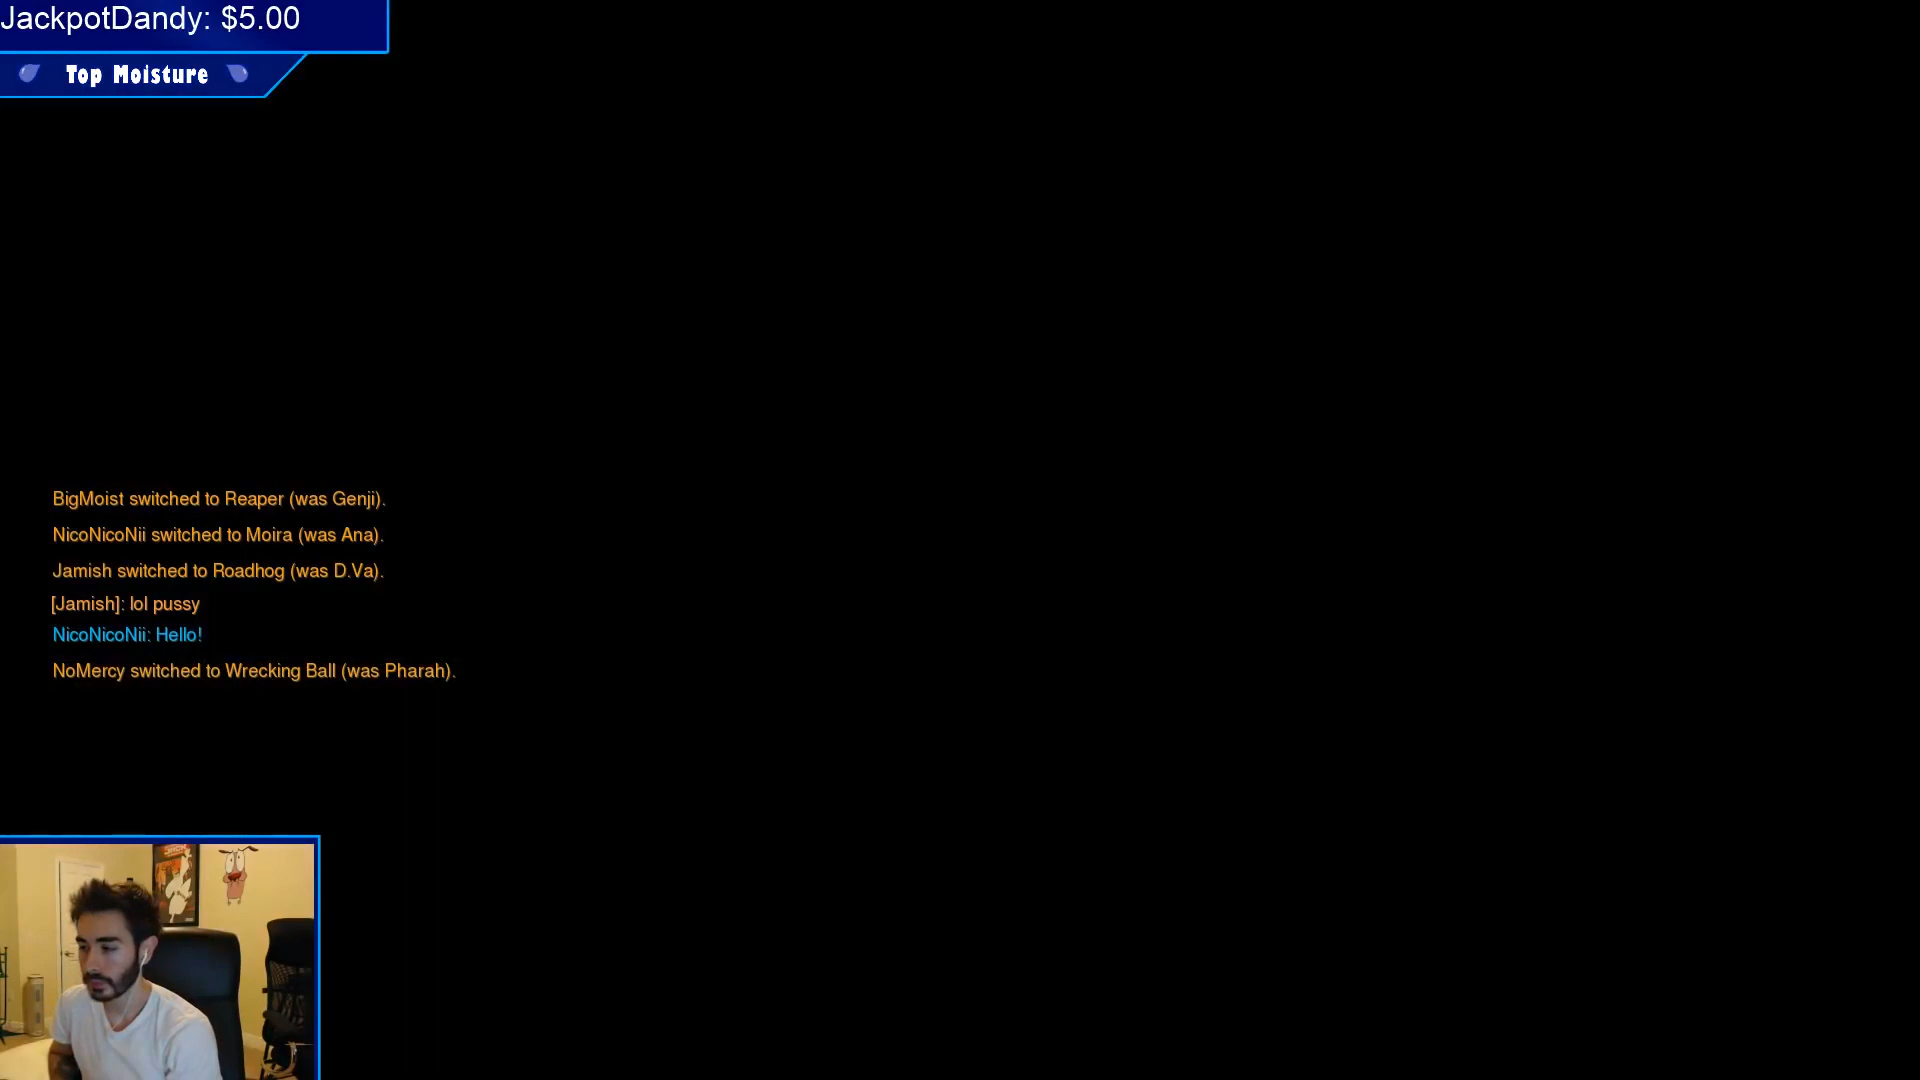 JackpotDandy: $5.00
Top Moisture
BigMoist switched to Reaper (was Genji).
NicoNicoNii switched to Moira (was Ana).
Jamish switched to Roadhog (was D.Va).
[Jamish]: lol pussy
NicoNicoNii: Hello!
NoMercy switched to Wrecking Ball (was Pharah).